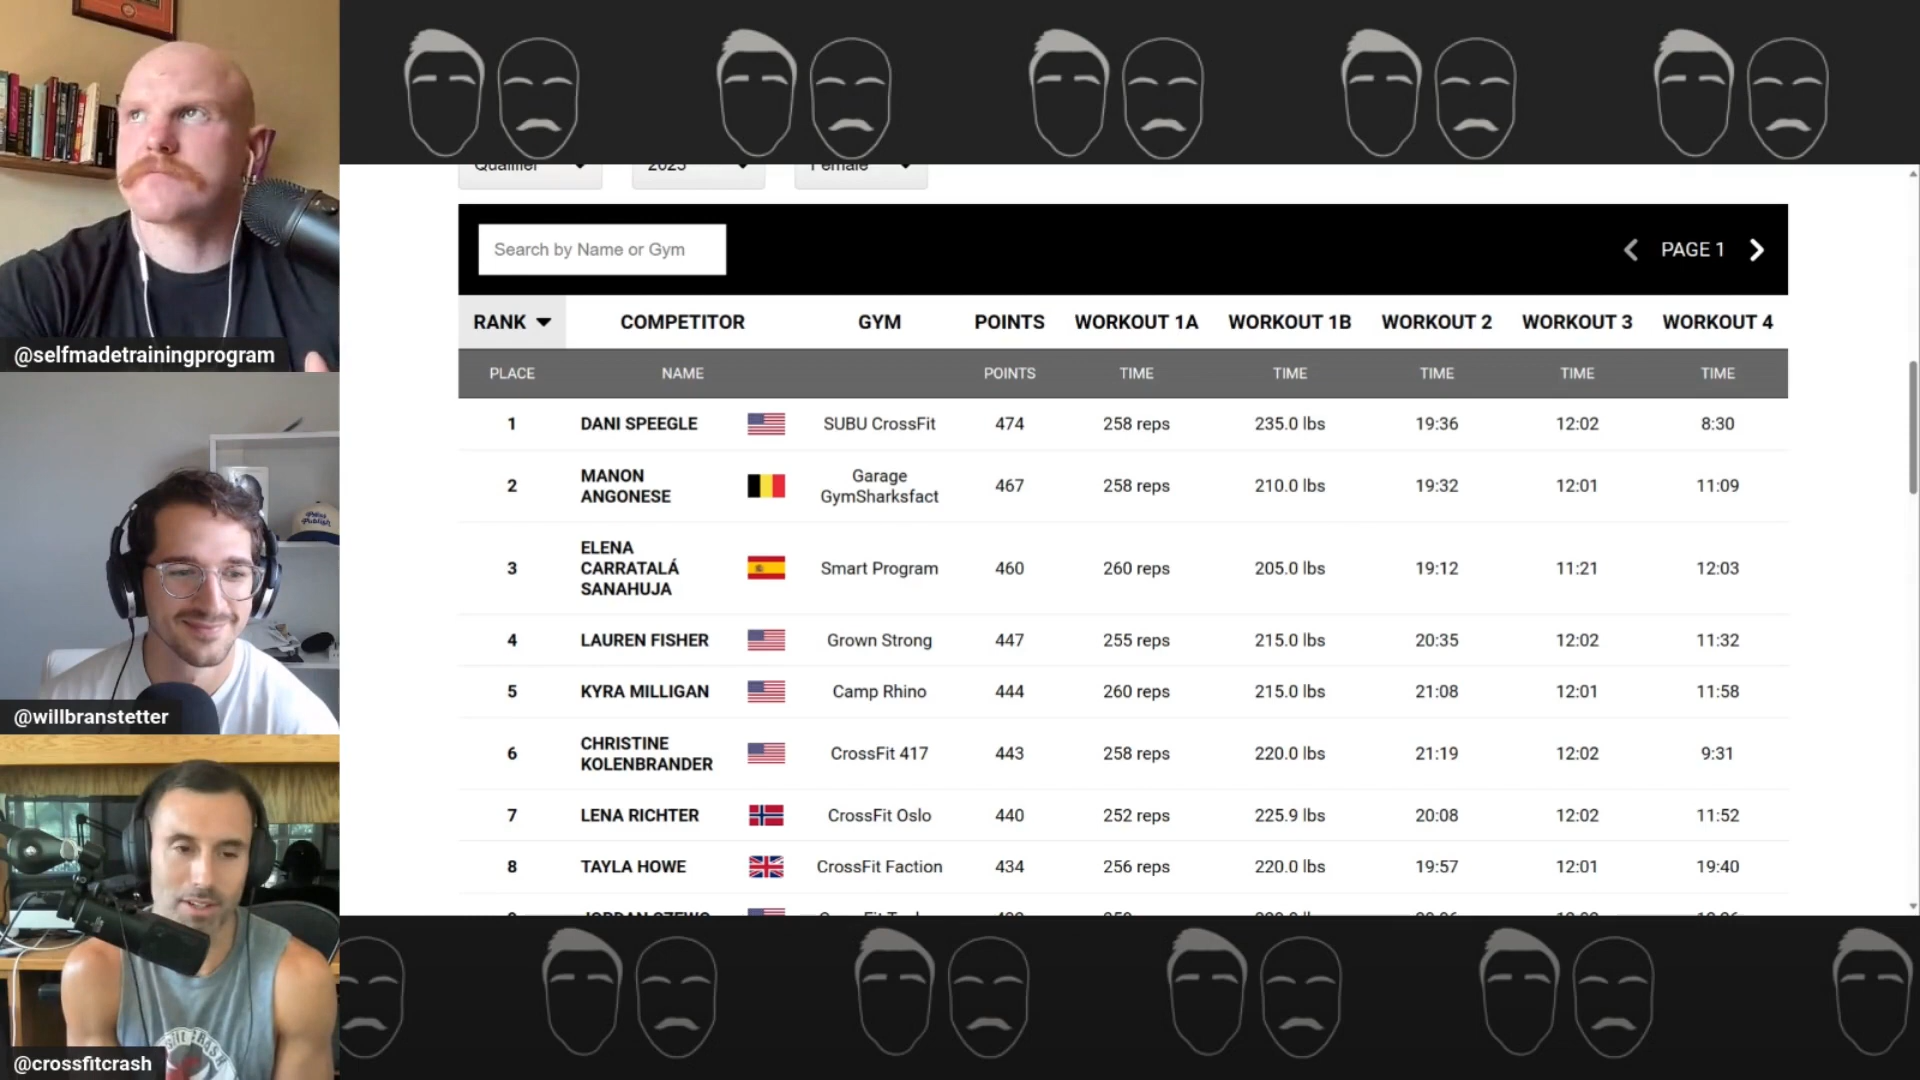 @selfmadetrainingprogram
@willbranstetter
@crossfitcrash
Qualifier 2025 Female
Search by Name or Gym
PAGE 1
RANK COMPETITOR GYM POINTS WORKOUT 1A WORKOUT 1B WORKOUT 2 WORKOUT 3 WORKOUT 4
PLACE NAME POINTS TIME TIME TIME TIME TIME
1 DANI SPEEGLE SUBU CrossFit 474 258 reps 235.0 lbs 19:36 12:02 8:30
2 MANON ANGONESE Garage GymSharksfact 467 258 reps 210.0 lbs 19:32 12:01 11:09
3 ELENA CARRATALÁ SANAHUJA Smart Program 460 260 reps 205.0 lbs 19:12 11:21 12:03
4 LAUREN FISHER Grown Strong 447 255 reps 215.0 lbs 20:35 12:02 11:32
5 KYRA MILLIGAN Camp Rhino 444 260 reps 215.0 lbs 21:08 12:01 11:58
6 CHRISTINE KOLENBRANDER CrossFit 417 443 258 reps 220.0 lbs 21:19 12:02 9:31
7 LENA RICHTER CrossFit Oslo 440 252 reps 225.9 lbs 20:08 12:02 11:52
8 TAYLA HOWE CrossFit Faction 434 256 reps 220.0 lbs 19:57 12:01 19:40